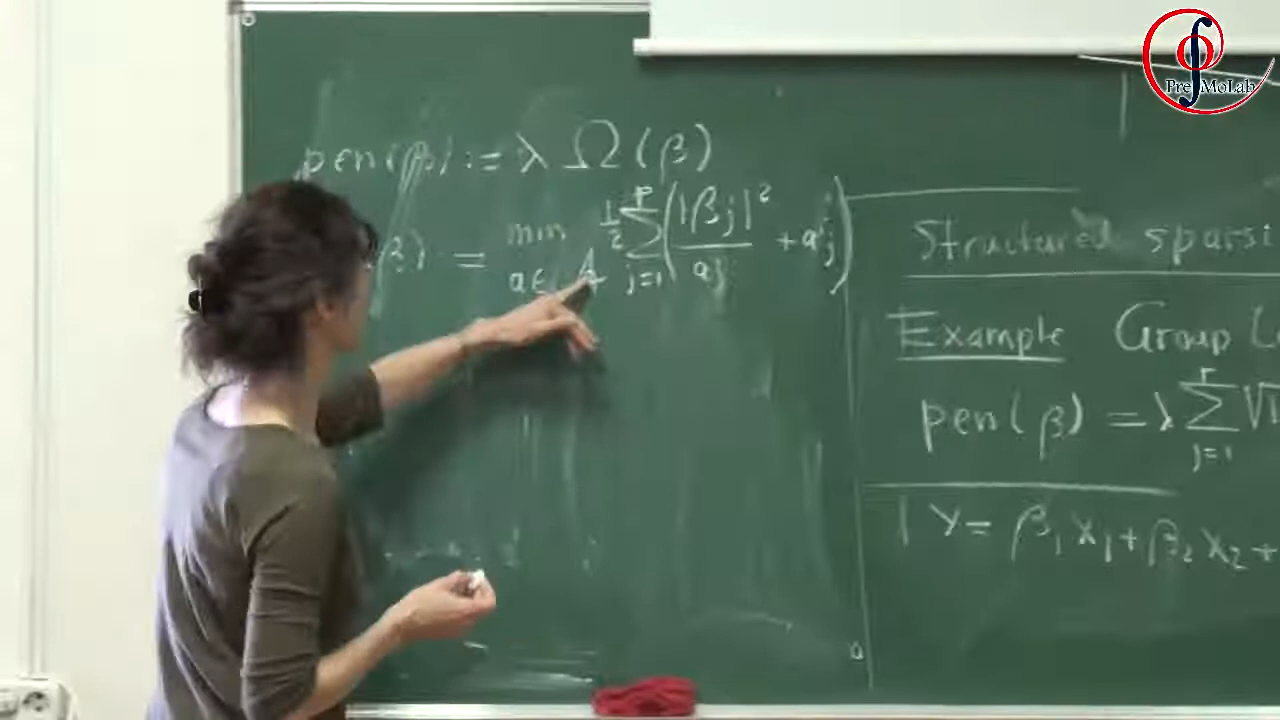 pen(β) := λ Ω(β)
(β) = min a∈A 1/2 ∑ j=1 p (|βj|² / aj + aj)
Structured sparsi
Example Group L
pen(β) = λ ∑ j=1 r √
Y = β₁ X₁ + β₂ X₂ +
PreMoLab